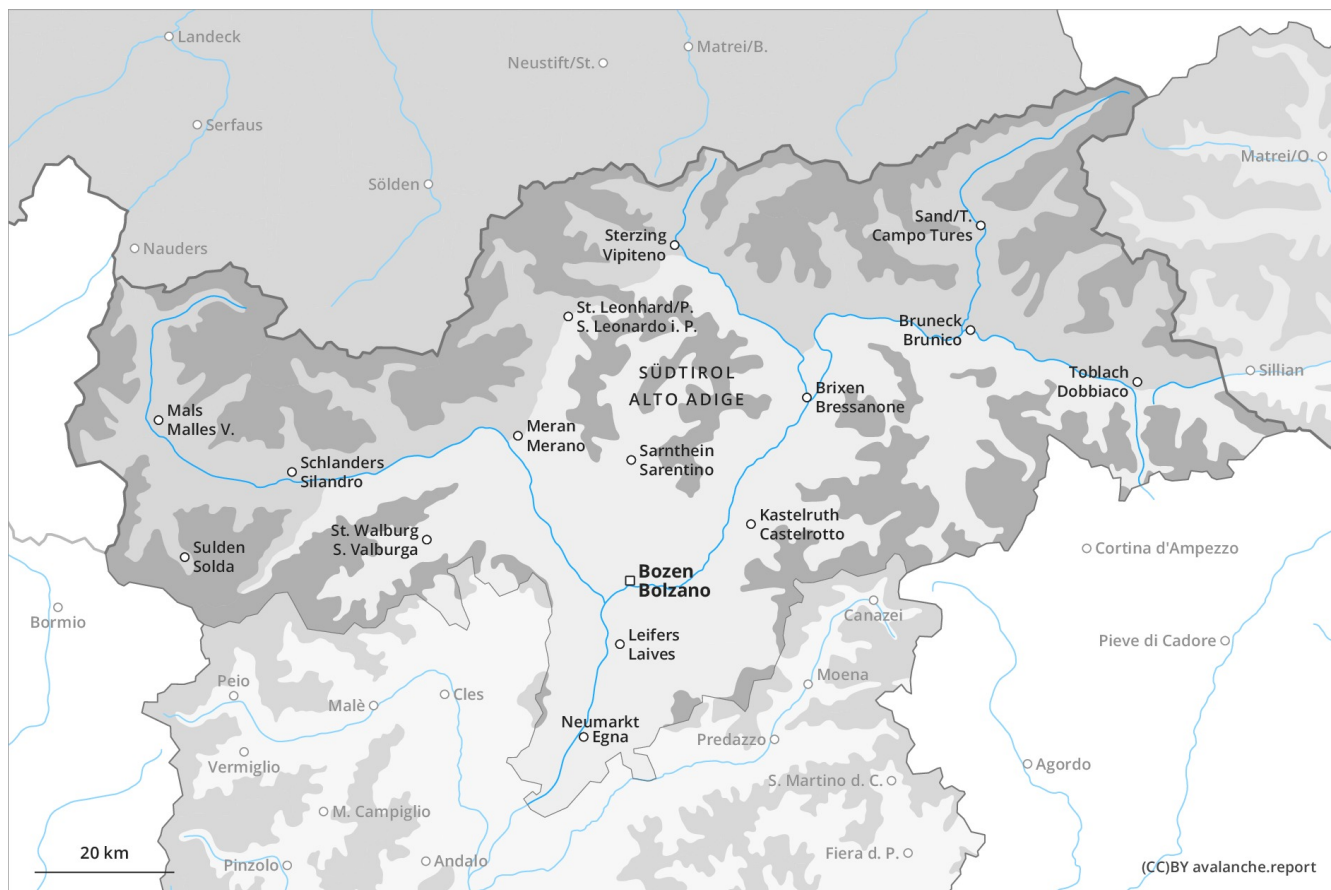 Landeck
Matrei/B.
Neustift/St.
Serfaus
Matrei/O.
Sölden
Sand/T.
Campo Tures
Sterzing
Vipiteno
Nauders
St. Leonhard/P.
S. Leonardo i. P.
Bruneck
Brunico
SÜDTIROL
ALTO ADIGE
Toblach
Dobbiaco
Sillian
Brixen
Bressanone
Mals
Malles V.
Meran
Merano
Sarnthein
Sarentino
Schlanders
Silandro
Kastelruth
Castelrotto
St. Walburg
S. Valburga
Sulden
Solda
Cortina d'Ampezzo
Bozen
Bolzano
Bormio
Canazei
Leifers
Laives
Pieve di Cadore
Peio
Moena
Malè
Cles
Neumarkt
Egna
Predazzo
Vermiglio
Agordo
S. Martino d. C.
M. Campiglio
20 km
Pinzolo
Andalo
Fiera d. P.
(CC)BY avalanche.report